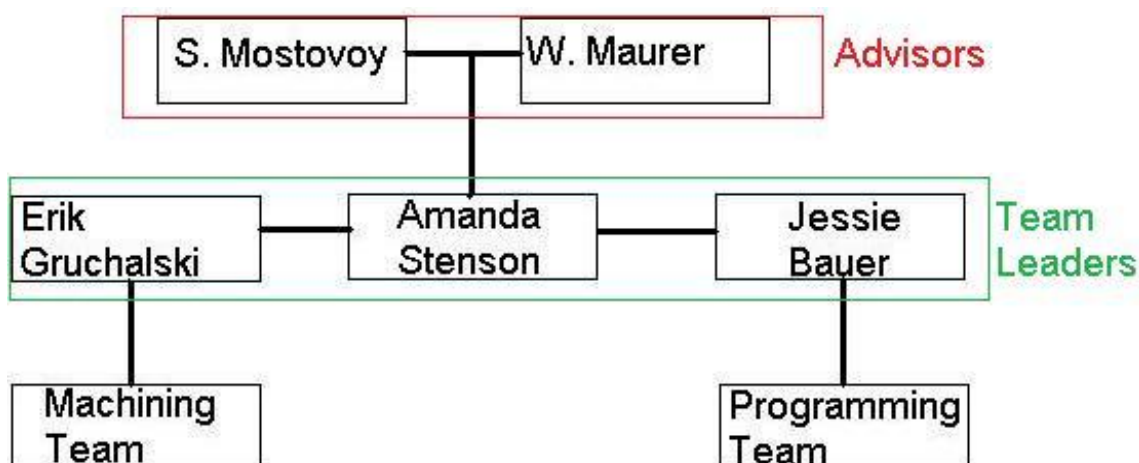 S. Mostovoy
W. Maurer
Advisors
Erik
Gruchalski
Amanda
Stenson
Jessie
Bauer
Team
Leaders
Machining
Team
Programming
Team